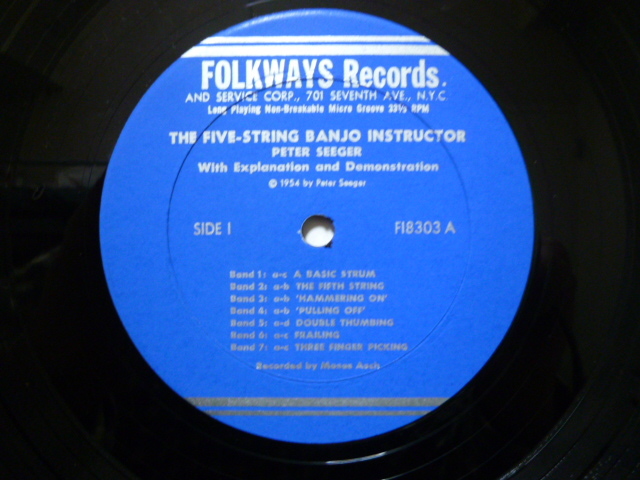 FOLKWAYS Records
AND SERVICE CORP., 701 SEVENTH AVE., N.Y.C
Long Playing Non-Breakable Micro Groove 33⅓ RPM
THE FIVE-STRING BANJO INSTRUCTOR
PETER SEEGER
With Explanation and Demonstration
© 1954 by Peter Seeger
SIDE I FI8303 A
Band 1: a-c A BASIC STRUM
Band 2: a-b THE FIFTH STRING
Band 3: a-b 'HAMMERING ON'
Band 4: a-b 'PULLING OFF'
Band 5: a-d DOUBLE THUMBING
Band 6: a-c FRAILING
Band 7: a-c THREE FINGER PICKING
Recorded by Moses Asch